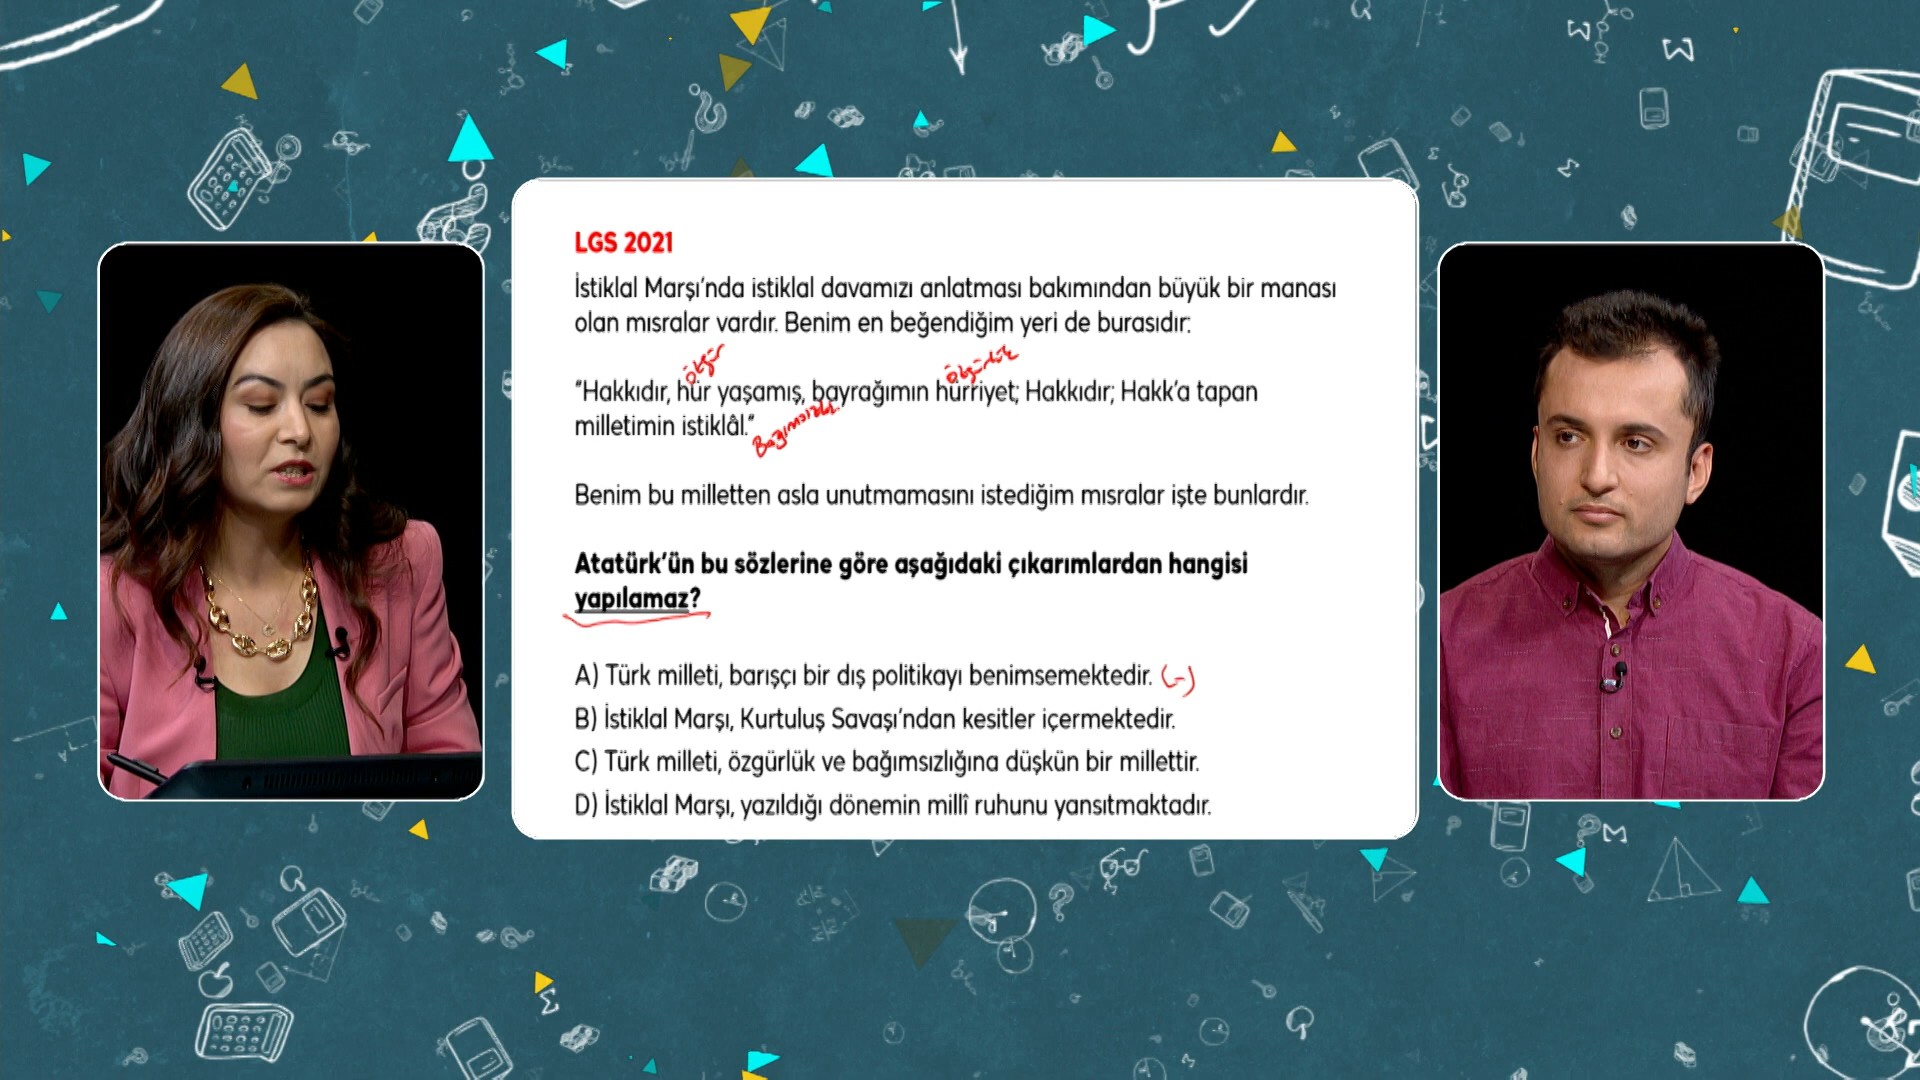 LGS 2021
İstiklal Marşı'nda istiklal davamızı anlatması bakımından büyük bir manası
olan mısralar vardır. Benim en beğendiğim yeri de burasıdır:
özgür
özgürlük
"Hakkıdır, hür yaşamış, bayrağımın hürriyet; Hakkıdır; Hakk'a tapan
milletimin istiklâl."
Benim bu milletten asla unutmamasını istediğim mısralar işte bunlardır.
Atatürk'ün bu sözlerine göre aşağıdaki çıkarımlardan hangisi
yapılamaz?
A) Türk milleti, barışçı bir dış politikayı benimsemektedir. (-)
B) İstiklal Marşı, Kurtuluş Savaşı'ndan kesitler içermektedir.
C) Türk milleti, özgürlük ve bağımsızlığına düşkün bir millettir.
D) İstiklal Marşı, yazıldığı dönemin millî ruhunu yansıtmaktadır.